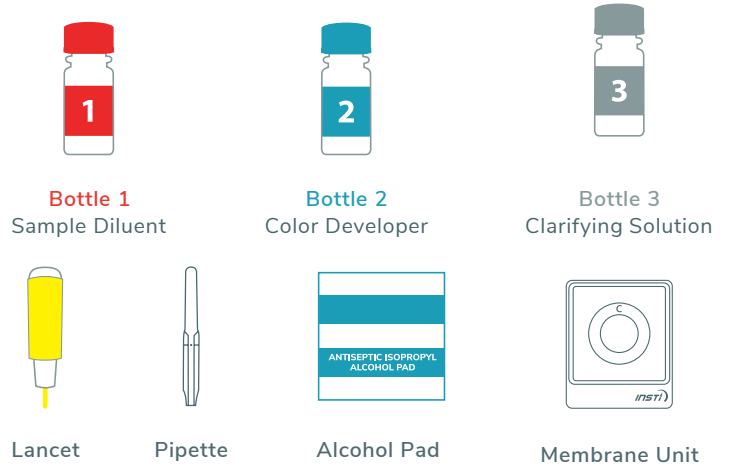 1
2
3
Bottle 1
Bottle 2
Bottle 3
Sample Diluent
Color Developer
Clarifying Solution
ANTISEPTIC ISOPROPYL
ALCOHOL PAD
C
INSTI
Lancet
Pipette
Alcohol Pad
Membrane Unit